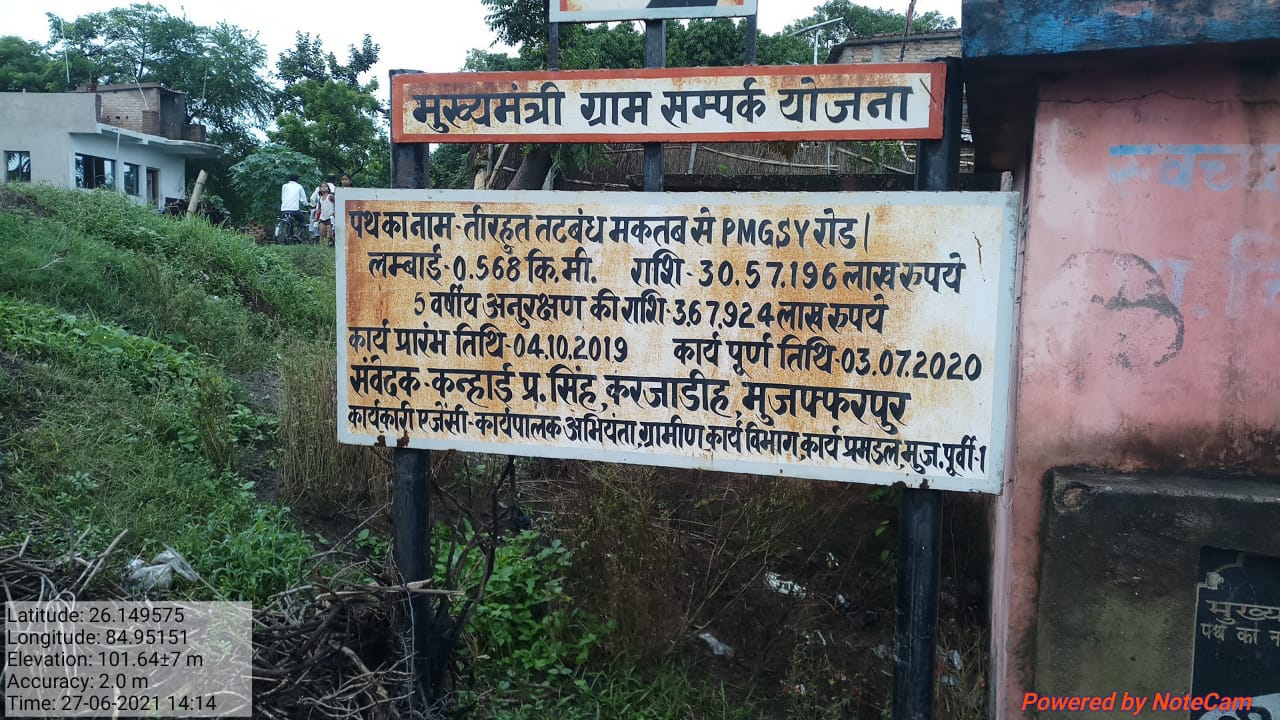 मुख्यमंत्री ग्राम सम्पर्क योजना
पथ का नाम-तीरहुत तटबंध मकतब से PMGSY रोड।
लम्बाई-0.568 कि.मी. राशि-30.57.196 लाख रुपये
5 वर्षीय अनुरक्षण की राशि-3.67.924 लाख रुपये
कार्य प्रारंभ तिथि-04.10.2019 कार्य पूर्ण तिथि-03.07.2020
संवेदक-कन्हाई प्र. सिंह, करजाडीह, मुजफ्फरपुर
कार्यकारी एजेंसी-कार्यपालक अभियंता, ग्रामीण कार्य विभाग, कार्य प्रमंडल, मुज. पूर्वी-1
स्वच्छ
मुख्य
पथ का
Latitude: 26.149575
Longitude: 84.95151
Elevation: 101.64±7 m
Accuracy: 2.0 m
Time: 27-06-2021 14:14
Powered by NoteCam